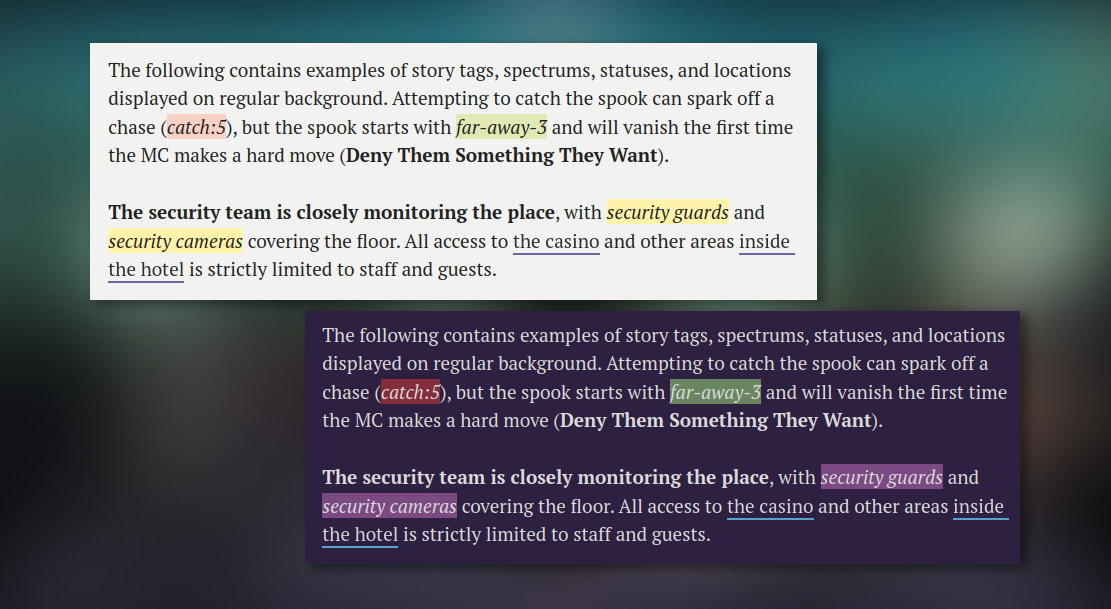 The following contains examples of story tags, spectrums, statuses, and locations
displayed on regular background. Attempting to catch the spook can spark off a
chase (catch:5), but the spook starts with far-away-3 and will vanish the first time
the MC makes a hard move (Deny Them Something They Want).
The security team is closely monitoring the place, with security guards and
security cameras covering the floor. All access to the casino and other areas inside
the hotel is strictly limited to staff and guests.
The following contains examples of story tags, spectrums, statuses, and locations
displayed on regular background. Attempting to catch the spook can spark off a
chase (catch:5), but the spook starts with far-away-3 and will vanish the first time
the MC makes a hard move (Deny Them Something They Want).
The security team is closely monitoring the place, with security guards and
security cameras covering the floor. All access to the casino and other areas inside
the hotel is strictly limited to staff and guests.